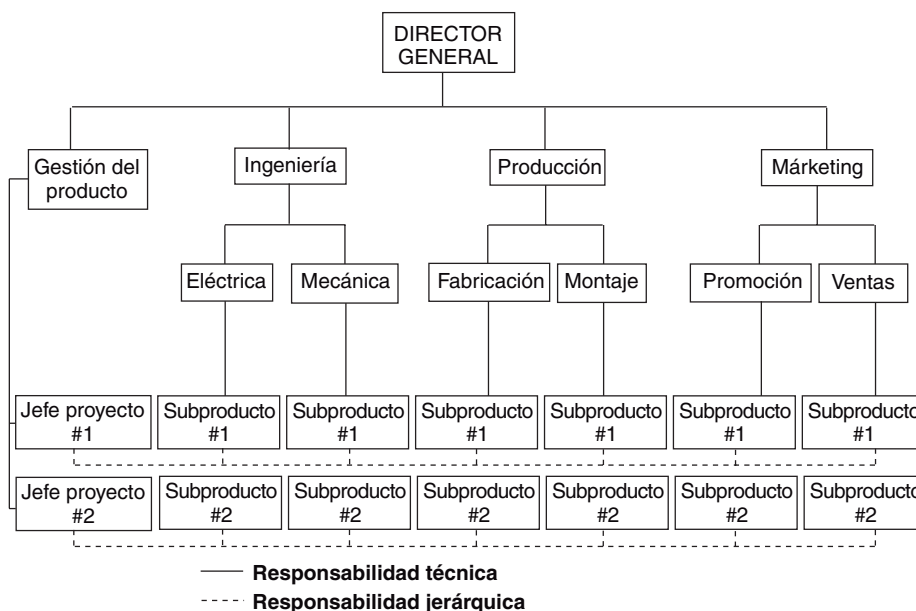 DIRECTOR
GENERAL
Gestión del
producto
Ingeniería
Producción
Márketing
Eléctrica
Mecánica
Fabricación
Montaje
Promoción
Ventas
Jefe proyecto
#1
Subproducto
#1
Subproducto
#1
Subproducto
#1
Subproducto
#1
Subproducto
#1
Subproducto
#1
Jefe proyecto
#2
Subproducto
#2
Subproducto
#2
Subproducto
#2
Subproducto
#2
Subproducto
#2
Subproducto
#2
Responsabilidad técnica
Responsabilidad jerárquica